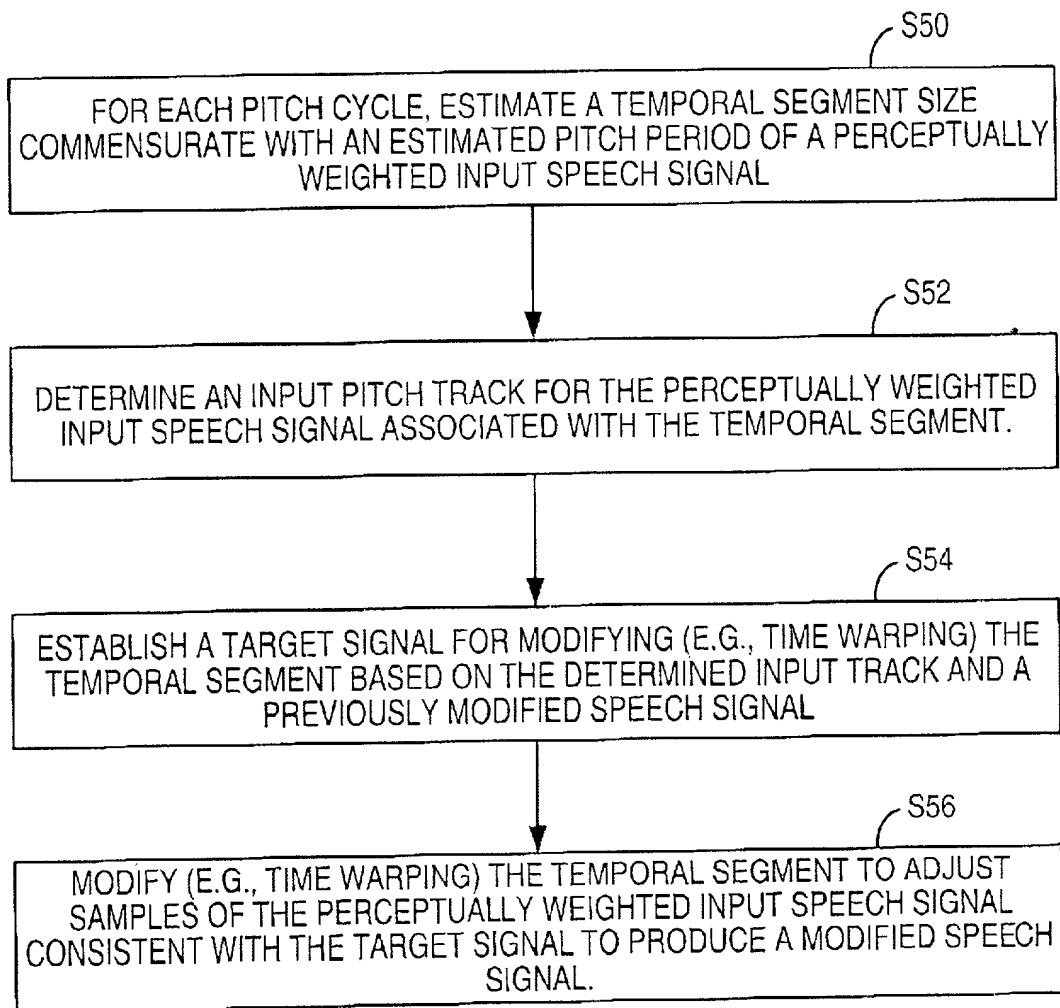 S50
FOR EACH PITCH CYCLE, ESTIMATE A TEMPORAL SEGMENT SIZE
COMMENSURATE WITH AN ESTIMATED PITCH PERIOD OF A PERCEPTUALLY
WEIGHTED INPUT SPEECH SIGNAL
S52
DETERMINE AN INPUT PITCH TRACK FOR THE PERCEPTUALLY WEIGHTED
INPUT SPEECH SIGNAL ASSOCIATED WITH THE TEMPORAL SEGMENT.
S54
ESTABLISH A TARGET SIGNAL FOR MODIFYING (E.G., TIME WARPING) THE
TEMPORAL SEGMENT BASED ON THE DETERMINED INPUT TRACK AND A
PREVIOUSLY MODIFIED SPEECH SIGNAL
S56
MODIFY (E.G., TIME WARPING) THE TEMPORAL SEGMENT TO ADJUST
SAMPLES OF THE PERCEPTUALLY WEIGHTED INPUT SPEECH SIGNAL
CONSISTENT WITH THE TARGET SIGNAL TO PRODUCE A MODIFIED SPEECH
SIGNAL.